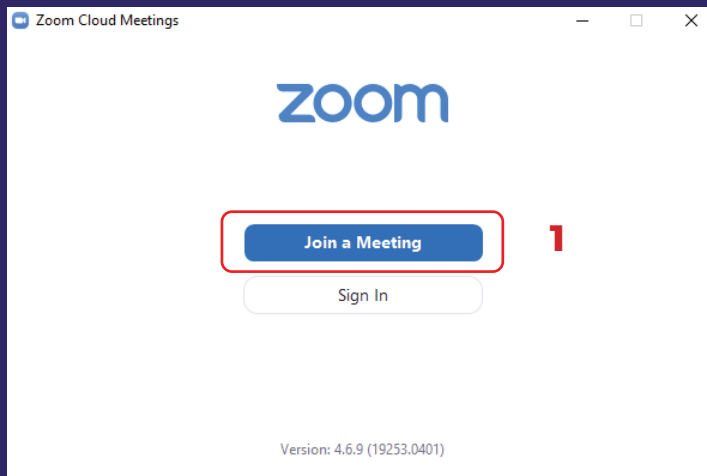 Zoom Cloud Meetings
zoom
Join a Meeting
1
Sign In
Version: 4.6.9 (19253.0401)